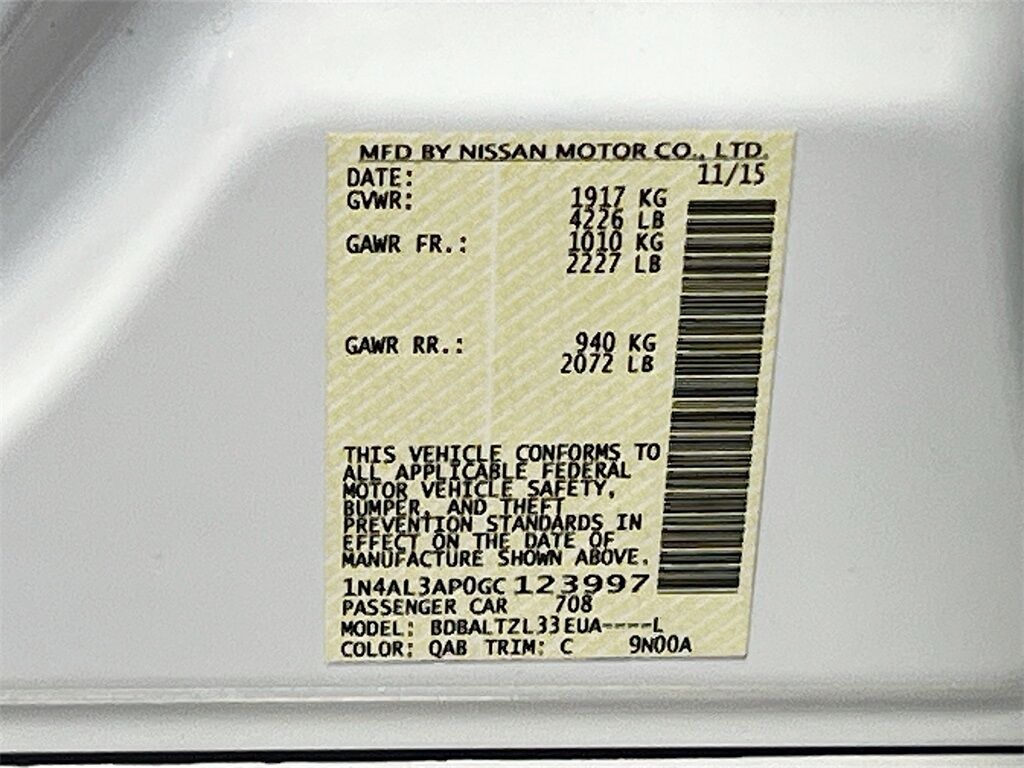 MFD BY NISSAN MOTOR CO., LTD.
DATE: 11/15
GVWR: 1917 KG
4226 LB
GAWR FR.: 1010 KG
2227 LB
GAWR RR.: 940 KG
2072 LB
THIS VEHICLE CONFORMS TO
ALL APPLICABLE FEDERAL
MOTOR VEHICLE SAFETY,
BUMPER, AND THEFT
PREVENTION STANDARDS IN
EFFECT ON THE DATE OF
MANUFACTURE SHOWN ABOVE.
1N4AL3AP0GC123997
PASSENGER CAR 708
MODEL: BDBALTZL33EUA----L
COLOR: QAB TRIM: C 9N00A